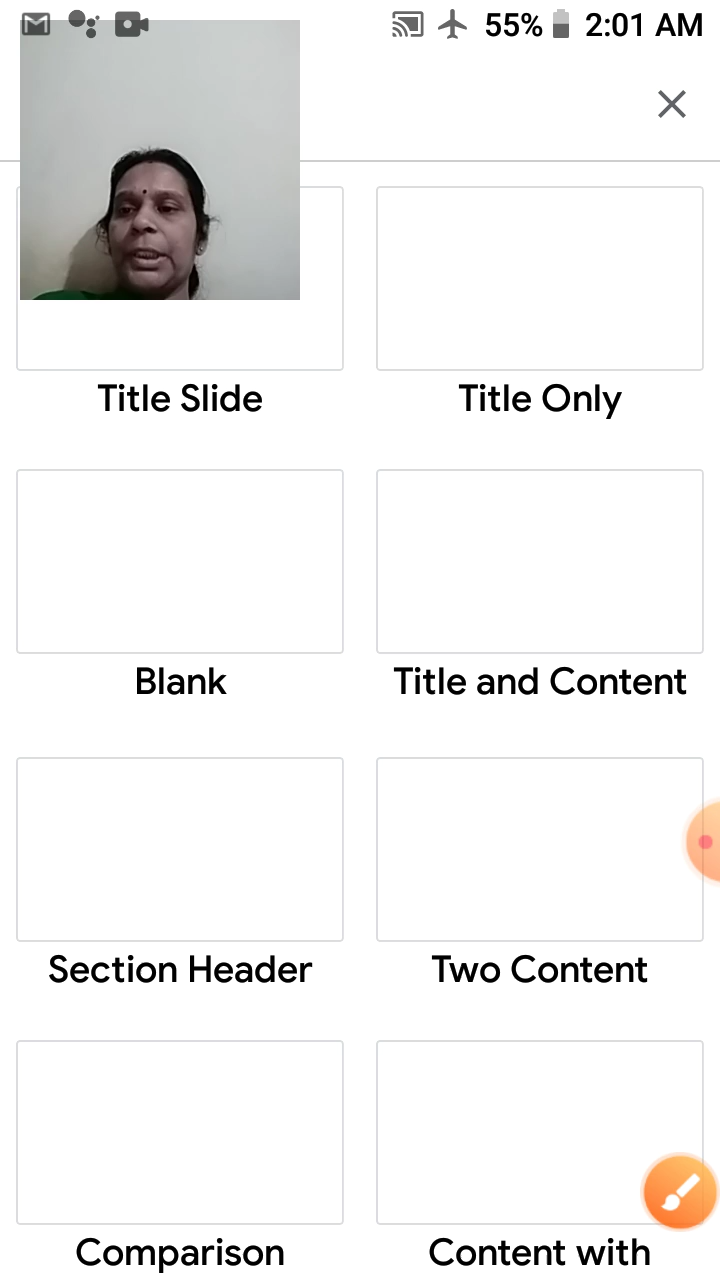 55% 2:01 AM
Title Slide
Title Only
Blank
Title and Content
Section Header
Two Content
Comparison
Content with